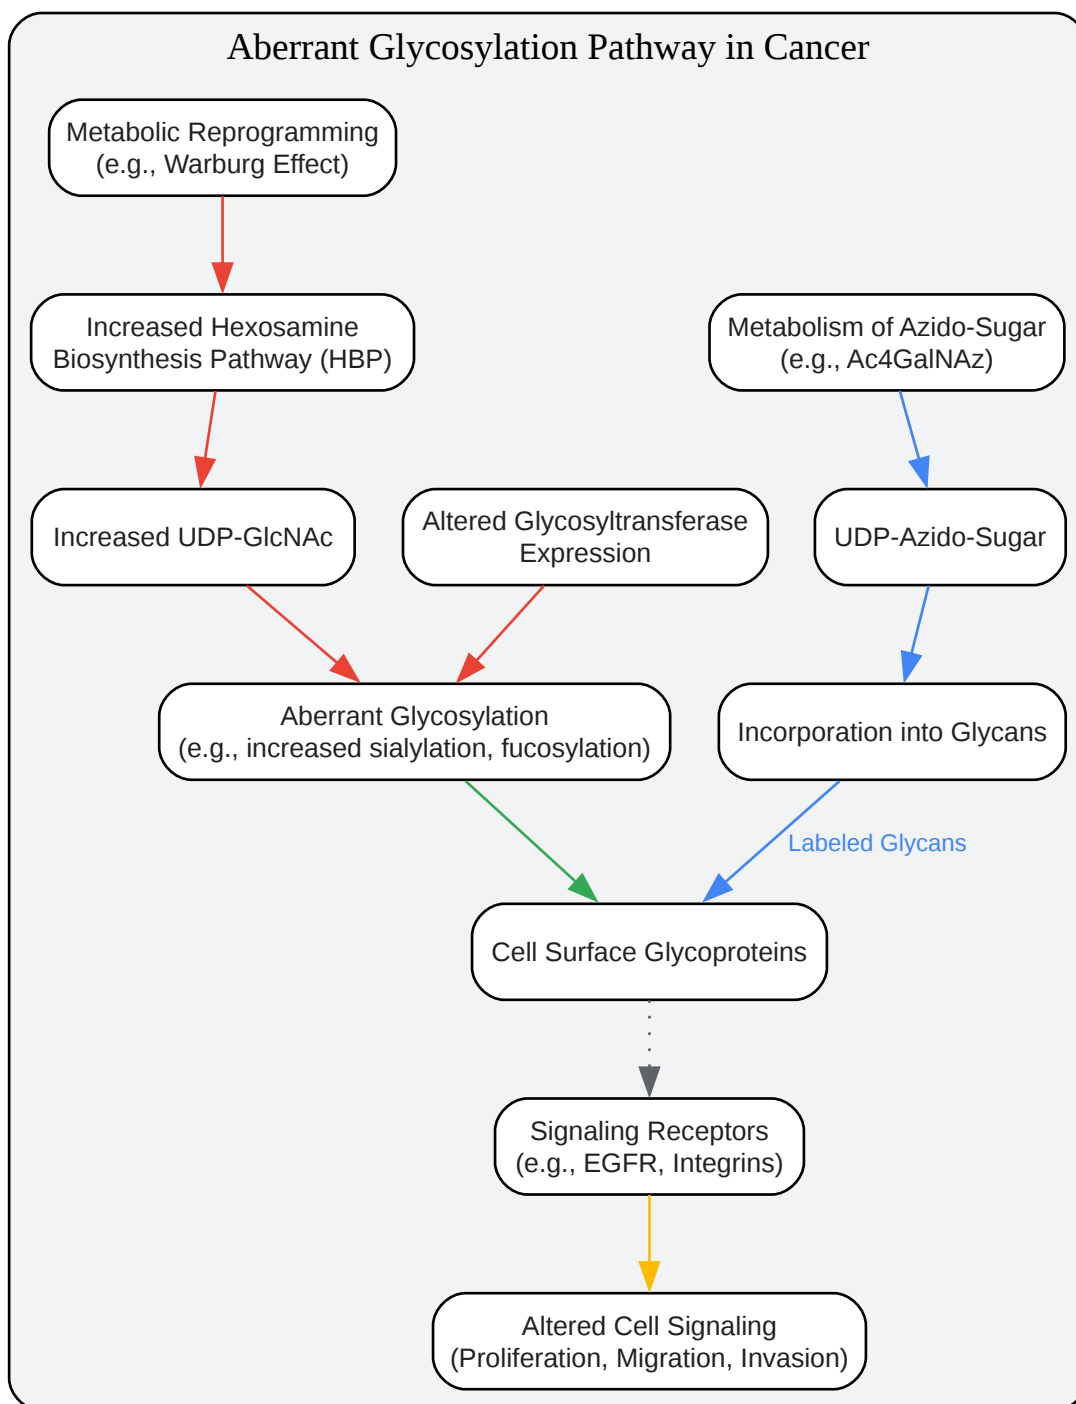 Aberrant Glycosylation Pathway in Cancer
Metabolic Reprogramming
(e.g., Warburg Effect)
Increased Hexosamine
Biosynthesis Pathway (HBP)
Metabolism of Azido-Sugar
(e.g., Ac4GalNAz)
Increased UDP-GlcNAc
Altered Glycosyltransferase
Expression
UDP-Azido-Sugar
Aberrant Glycosylation
(e.g., increased sialylation, fucosylation)
Incorporation into Glycans
Labeled Glycans
Cell Surface Glycoproteins
Signaling Receptors
(e.g., EGFR, Integrins)
Altered Cell Signaling
(Proliferation, Migration, Invasion)